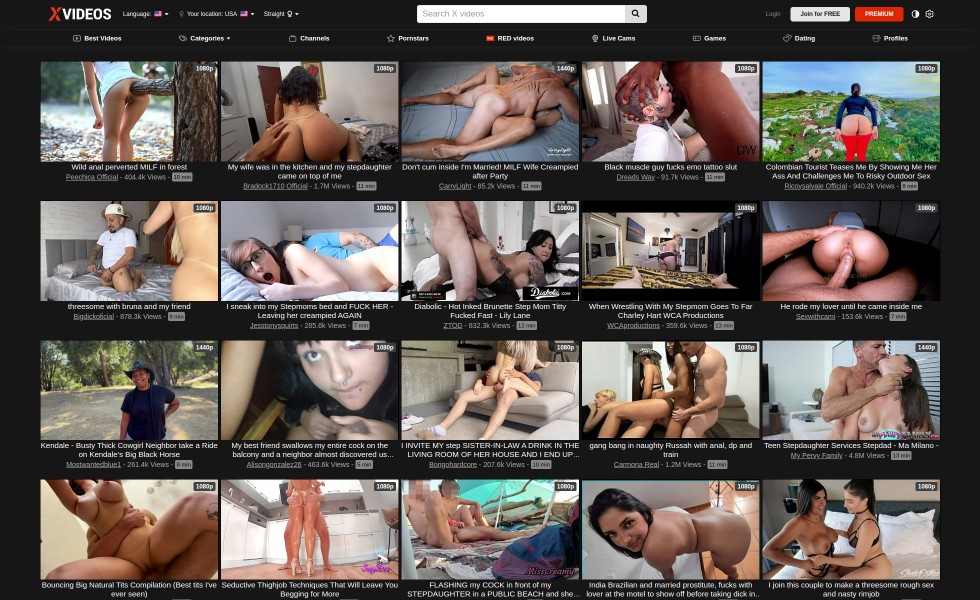 XVIDEOS
Language:
Your location: USA
Straight
Search X videos
Login
Join for FREE
PREMIUM
Best Videos
Categories
Channels
Pornstars
RED videos
Live Cams
Games
Dating
Profiles
1080p
1080p
1440p
1080p
1080p
CarryLight
DW
Wild anal perverted MILF in forest
Peechica Official - 404.4k Views - 10 min
My wife was in the kitchen and my stepdaughter
came on top of me
Bradock1710 Official - 1.7M Views - 11 min
Don't cum inside I'm Married! MILF Wife Creampied
after Party
CarryLight - 85.2k Views - 11 min
Black muscle guy fucks emo tattoo slut
Dreads Way - 91.7k Views - 11 min
Colombian Tourist Teases Me By Showing Me Her
Ass And Challenges Me To Risky Outdoor Sex
Ricoysalvaje Official - 940.2k Views - 8 min
1080p
1080p
1080p
1080p
1080p
Diabolic.com
threesome with bruna and my friend
Bigdickoficial - 878.3k Views - 9 min
I sneak into my Stepmoms bed and FUCK HER -
Leaving her creampied AGAIN
Jesstonysquirts - 285.6k Views - 7 min
Diabolic - Hot Inked Brunette Step Mom Titty
Fucked Fast - Lily Lane
ZTOD - 832.3k Views - 12 min
When Wrestling With My Stepmom Goes To Far
Charley Hart WCA Productions
WCAproductions - 359.6k Views - 13 min
He rode my lover until he came inside me
Sexwithcami - 153.6k Views - 7 min
1440p
1080p
1080p
1080p
1440p
Kendale - Busty Thick Cowgirl Neighbor take a Ride
on Kendale's Big Black Horse
Mostwantedblue1 - 261.4k Views - 8 min
My best friend swallows my entire cock on the
balcony and a neighbor almost discovered us...
Alisongonzalez26 - 463.6k Views - 5 min
I INVITE MY step SISTER-IN-LAW A DRINK IN THE
LIVING ROOM OF HER HOUSE AND I END UP...
Bongohardcore - 207.6k Views - 10 min
gang bang in naughty Russah with anal, dp and
train
Carmona Real - 1.2M Views - 11 min
Teen Stepdaughter Services Stepdad - Ma Milano -
My Pervy Family - 4.8M Views - 13 min
1080p
1080p
1080p
1080p
1080p
MissCreamy
Bouncing Big Natural Tits Compilation (Best tits I've
ever seen)
Seductive Thighjob Techniques That Will Leave You
Begging for More
FLASHING my COCK in front of my
STEPDAUGHTER in a PUBLIC BEACH and she...
India Brazilian and married prostitute, fucks with
lover at the motel to show off before taking dick in..
I join this couple to make a threesome rough sex
and nasty rimjob